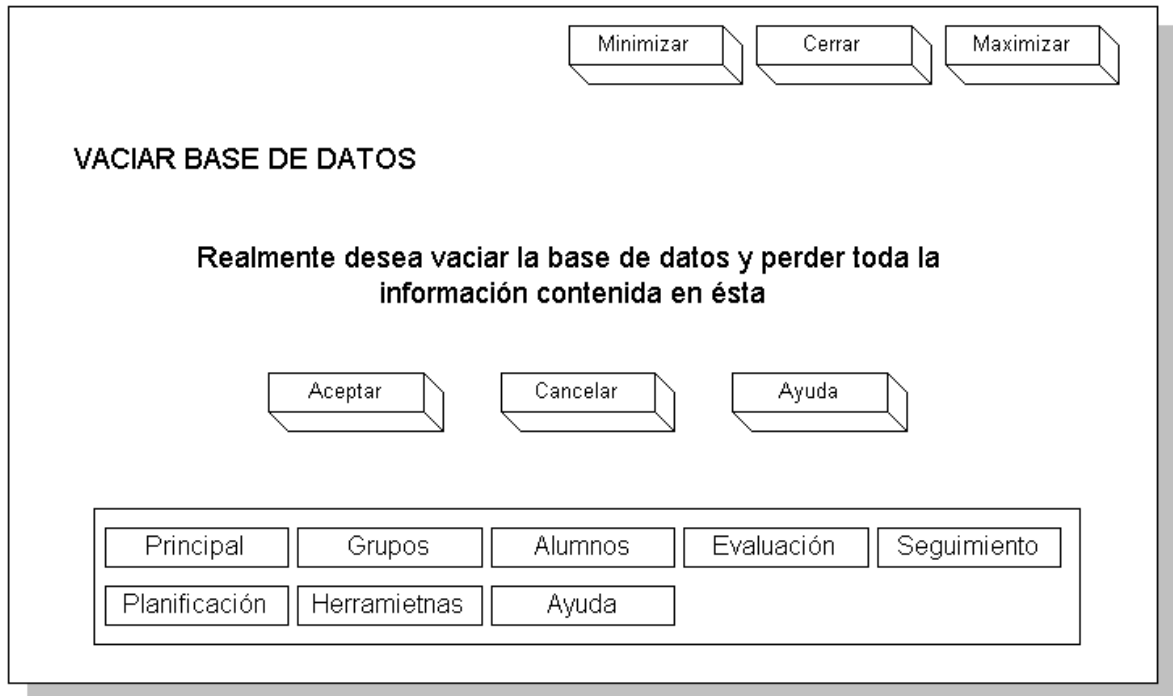 Minimizar Cerrar Maximizar
VACIAR BASE DE DATOS
Realmente desea vaciar la base de datos y perder toda la
información contenida en ésta
Aceptar Cancelar Ayuda
Principal Grupos Alumnos Evaluación Seguimiento
Planificación Herramietnas Ayuda